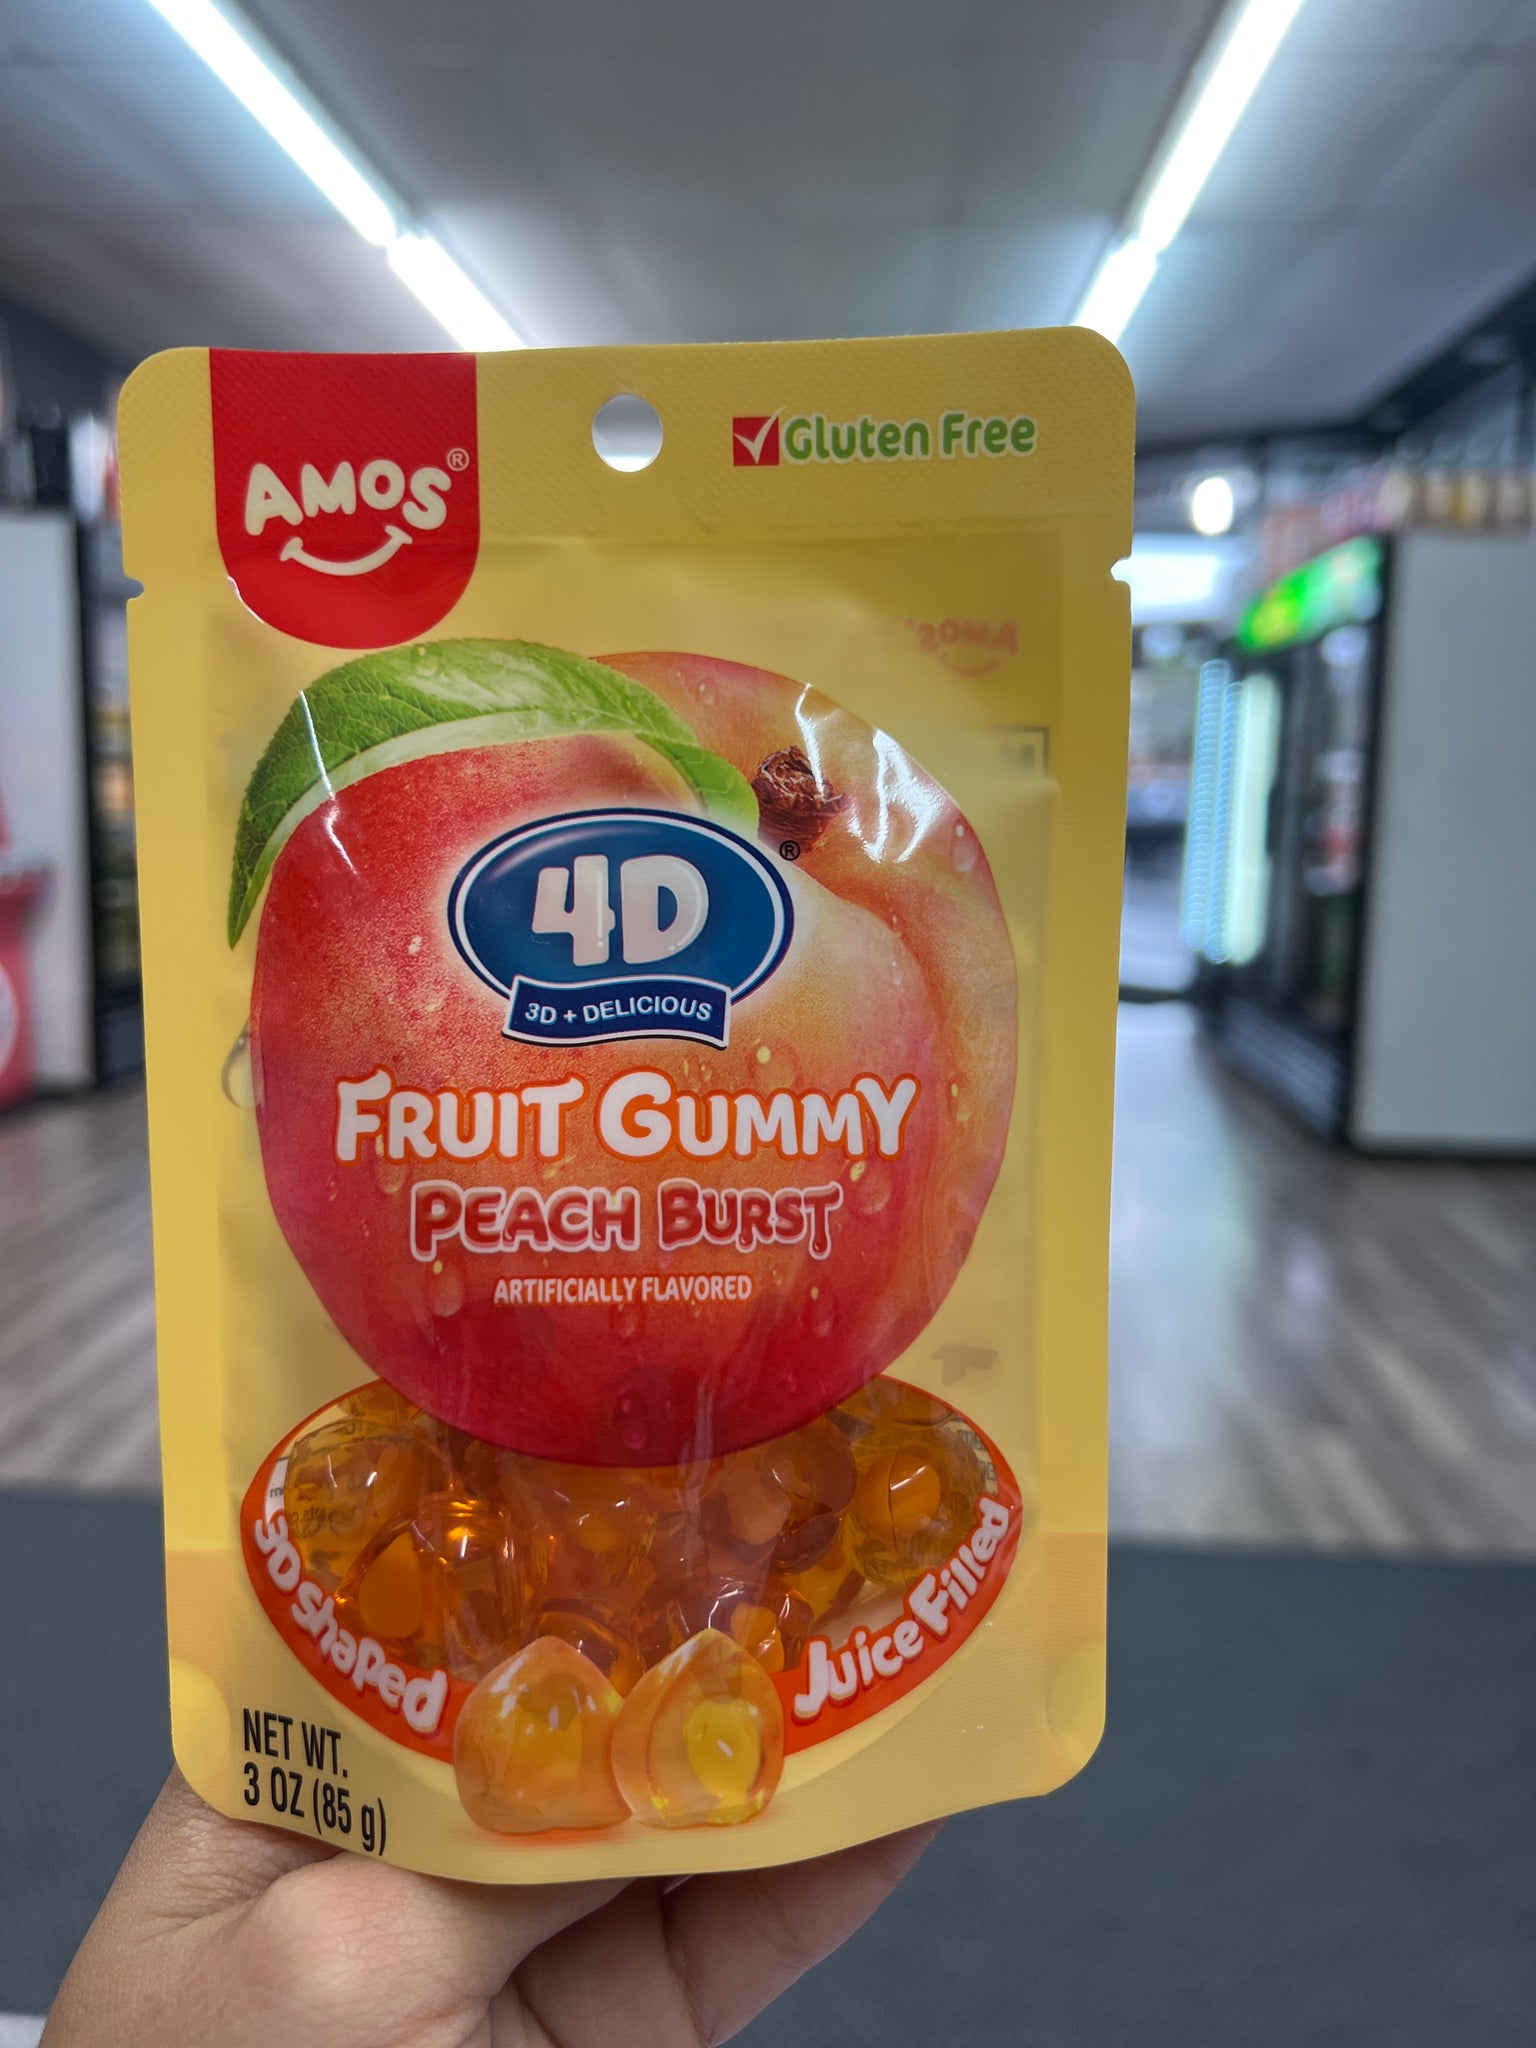 AMOS®
Gluten Free
4D®
3D + DELICIOUS
FRUIT GUMMY
PEACH BURST
ARTIFICIALLY FLAVORED
3D Shaped
Juice Filled
NET WT.
3 OZ (85 g)